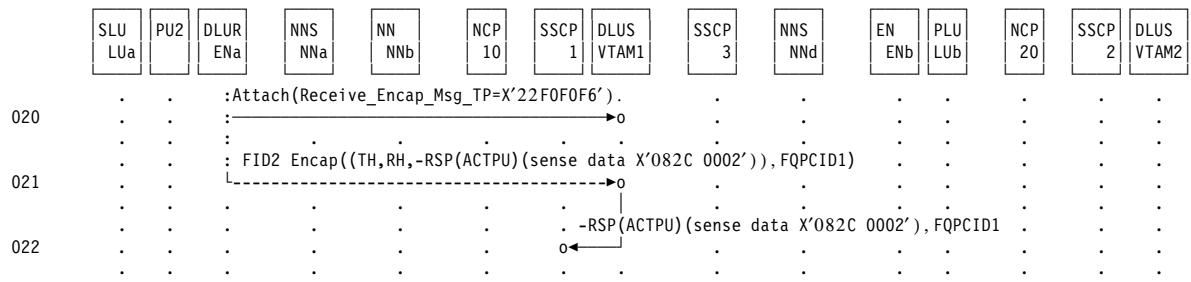 SLU PU2 DLUR NNS NN NCP SSCP DLUS SSCP NNS EN PLU NCP SSCP DLUS
LUa ENa NNa NNb 10 1 VTAM1 3 NNd ENb LUb 20 2 VTAM2
:Attach(Receive_Encap_Msg_TP=X′22F0F0F6′).
020
: FID2 Encap((TH,RH,-RSP(ACTPU)(sense data X′082C 0002′)),FQPCID1)
021
-RSP(ACTPU)(sense data X′082C 0002′),FQPCID1
022